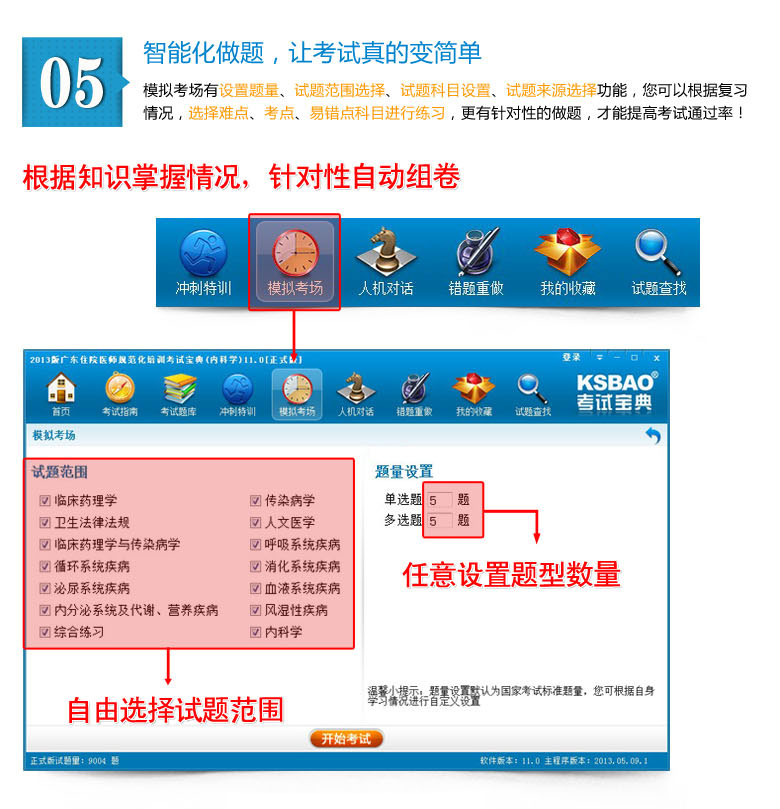 05
智能化做题，让考试真的变简单
模拟考场有设置题量、试题范围选择、试题科目设置、试题来源选择功能，您可以根据复习
情况，选择难点、考点、易错点科目进行练习，更有针对性的做题，才能提高考试通过率！
根据知识掌握情况，针对性自动组卷
冲刺特训 模拟考场 人机对话 错题重做 我的收藏 试题查找
2013版广东住院医师规范化培训考试宝典(内科学)11.0[正式版] 登录
首页 考试指南 考试题库 冲刺特训 模拟考场 人机对话 错题重做 我的收藏 试题查找
KSBAO®
考试宝典
模拟考场
试题范围 题量设置
临床药理学 传染病学 单选题 5 题
卫生法律法规 人文医学 多选题 5 题
临床药理学与传染病学 呼吸系统疾病
循环系统疾病 消化系统疾病
任意设置题型数量
泌尿系统疾病 血液系统疾病
内分泌系统及代谢、营养疾病 风湿性疾病
综合练习 内科学
自由选择试题范围
温馨小提示：题量设置默认为国家考试标准题量，您可根据自身
学习情况进行自定义设置
开始考试
正式版试题量：9004 题 软件版本：11.0 主程序版本：2013.05.09.1